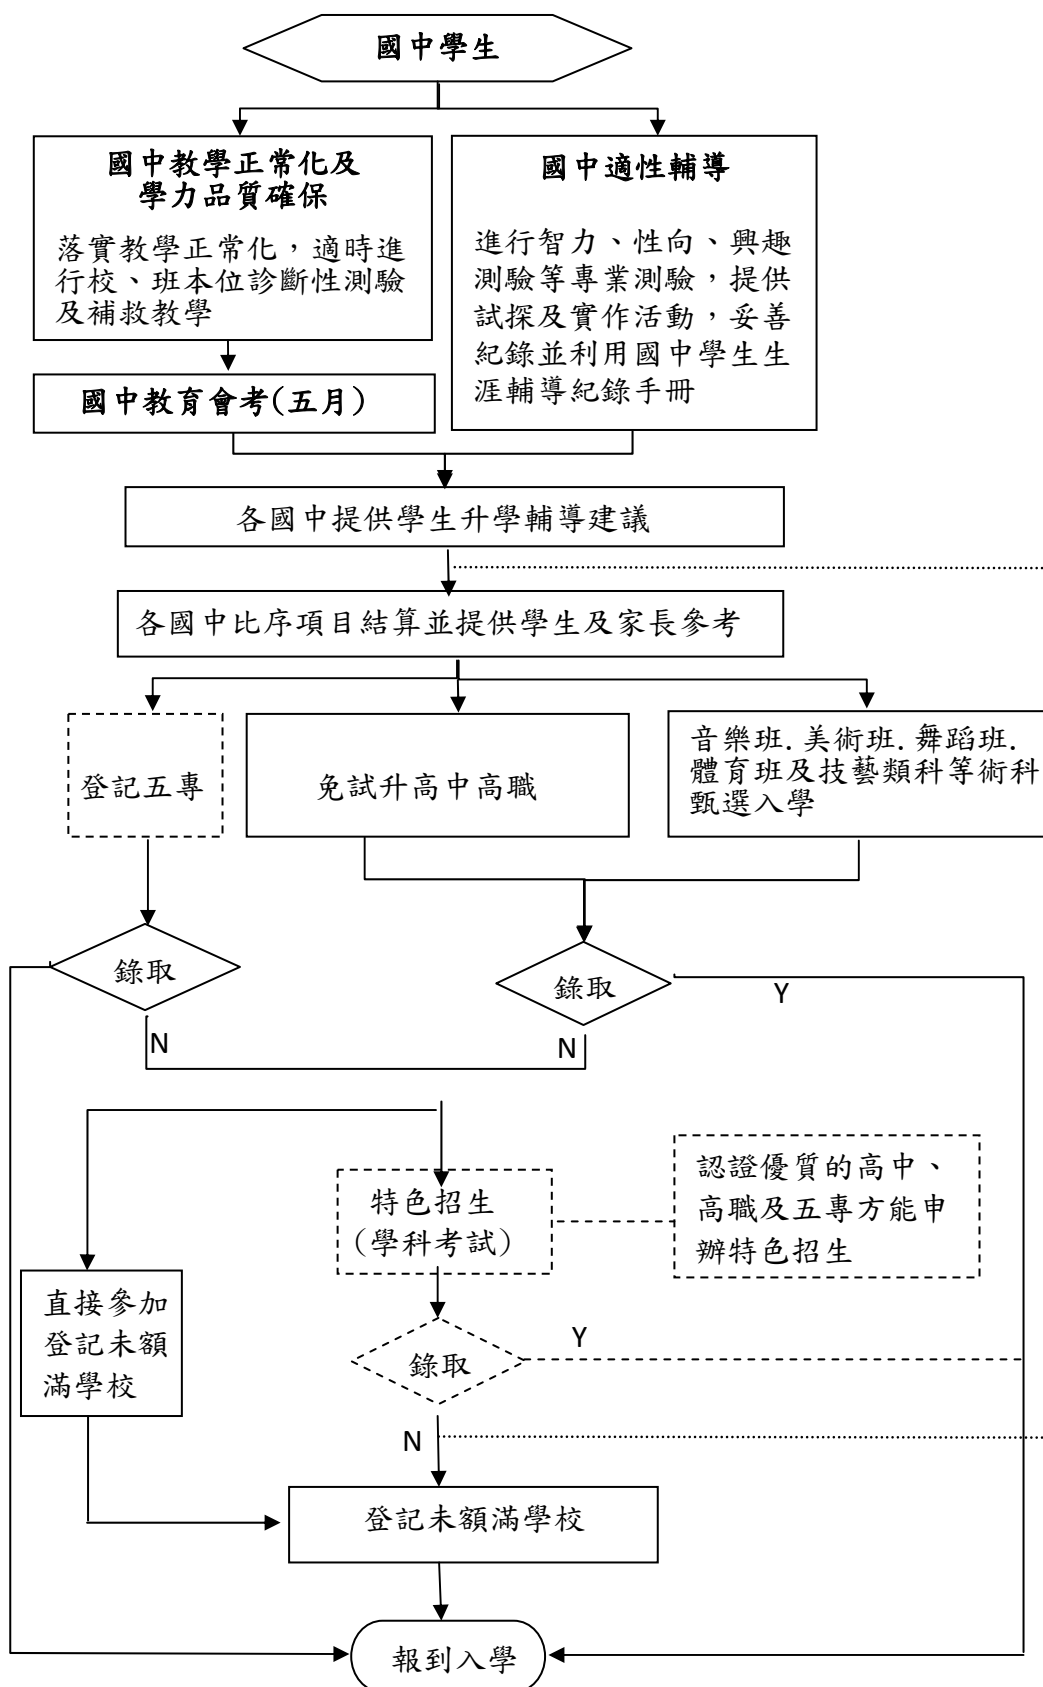 國中學生
國中教學正常化及
學力品質確保
落實教學正常化，適時進
行校、班本位診斷性測驗
及補救教學
國中適性輔導
進行智力、性向、興趣
測驗等專業測驗，提供
試探及實作活動，妥善
紀錄並利用國中學生生
涯輔導紀錄手冊
國中教育會考(五月)
各國中提供學生升學輔導建議
各國中比序項目結算並提供學生及家長參考
登記五專
免試升高中高職
音樂班.美術班.舞蹈班.
體育班及技藝類科等術科
甄選入學
錄取
錄取
Y
N
N
特色招生
(學科考試)
認證優質的高中、
高職及五專方能申
辦特色招生
直接參加
登記未額
滿學校
錄取
Y
N
登記未額滿學校
報到入學